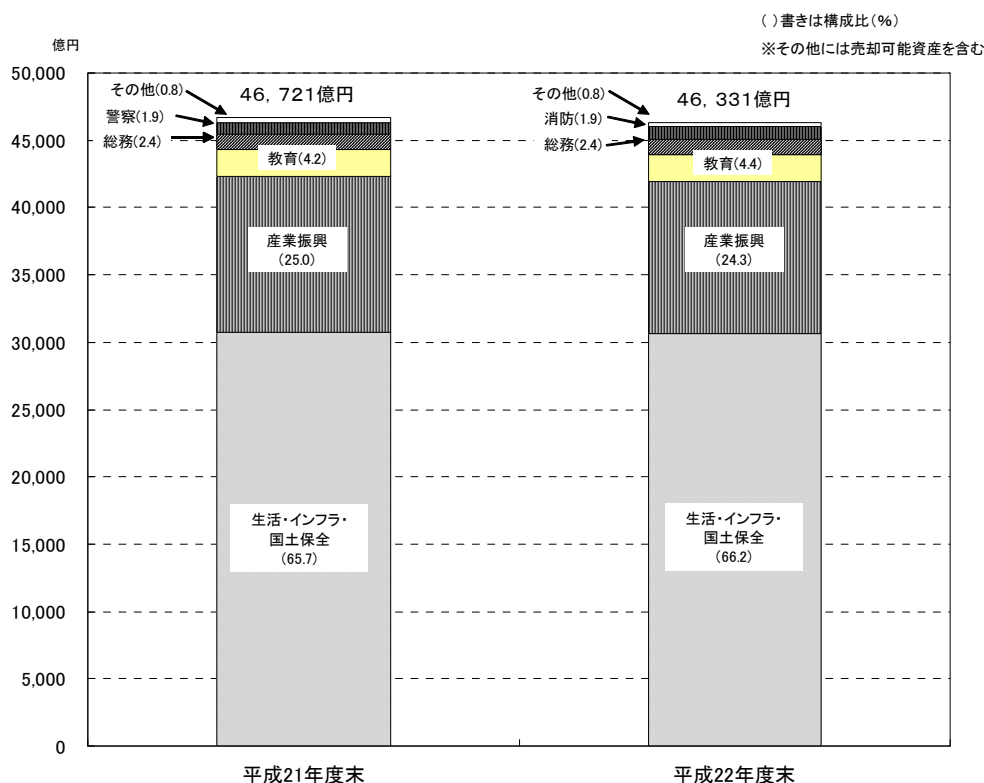 ( )書きは構成比(%)
億円
※その他には売却可能資産を含む
50,000
45,000
40,000
35,000
30,000
25,000
20,000
15,000
10,000
5,000
0
その他(0.8)
46,721億円
警察(1.9)
総務(2.4)
教育(4.2)
産業振興
(25.0)
生活・インフラ・
国土保全
(65.7)
平成21年度末
その他(0.8)
46,331億円
消防(1.9)
総務(2.4)
教育(4.4)
産業振興
(24.3)
生活・インフラ・
国土保全
(66.2)
平成22年度末